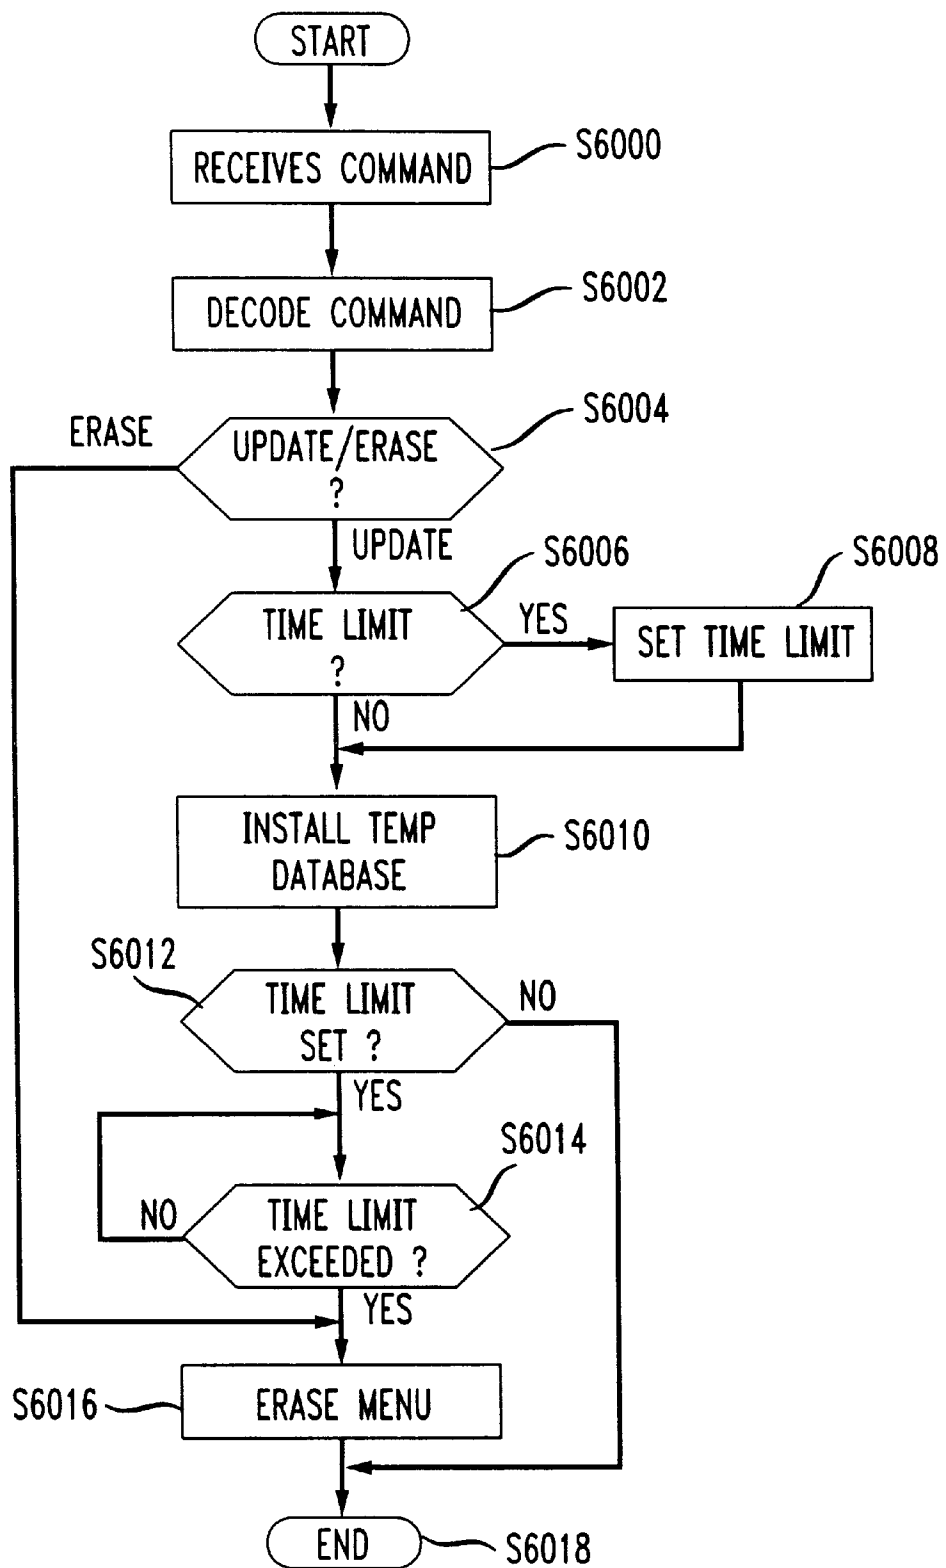 START
RECEIVES COMMAND
S6000
DECODE COMMAND
S6002
UPDATE/ERASE
?
S6004
ERASE
UPDATE
TIME LIMIT
?
S6006
YES
SET TIME LIMIT
S6008
NO
INSTALL TEMP
DATABASE
S6010
TIME LIMIT
SET ?
S6012
NO
YES
TIME LIMIT
EXCEEDED ?
S6014
NO
YES
ERASE MENU
S6016
END
S6018